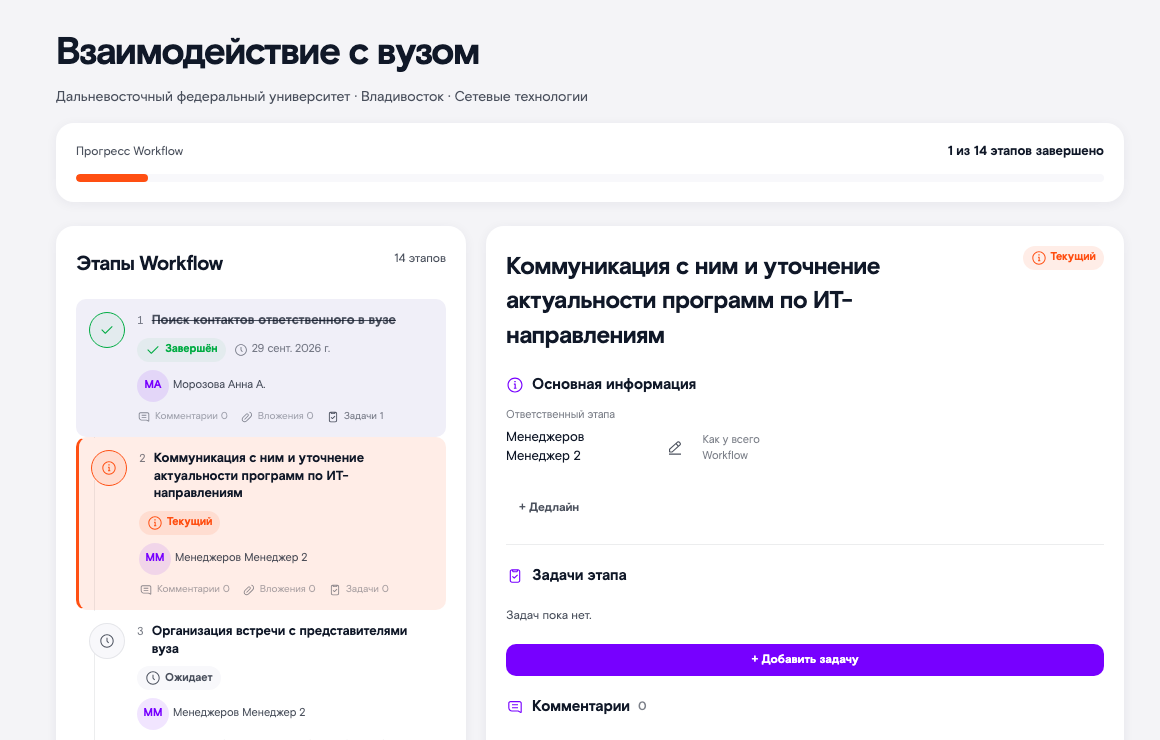 Взаимодействие с вузом
Дальневосточный федеральный университет · Владивосток · Сетевые технологии
Прогресс Workflow
1 из 14 этапов завершено
Этапы Workflow
14 этапов
1 Поиск контактов ответственного в вузе
Завершён
29 сент. 2026 г.
МА Морозова Анна А.
Комментарии 0
Вложения 0
Задачи 1
2 Коммуникация с ним и уточнение
актуальности программ по ИТ-
направлениям
Текущий
ММ Менеджеров Менеджер 2
Комментарии 0
Вложения 0
Задачи 0
3 Организация встречи с представителями
вуза
Ожидает
ММ Менеджеров Менеджер 2
Коммуникация с ним и уточнение
актуальности программ по ИТ-
направлениям
Текущий
Основная информация
Ответственный этапа
Менеджеров
Менеджер 2
Как у всего
Workflow
+ Дедлайн
Задачи этапа
Задач пока нет.
+ Добавить задачу
Комментарии 0